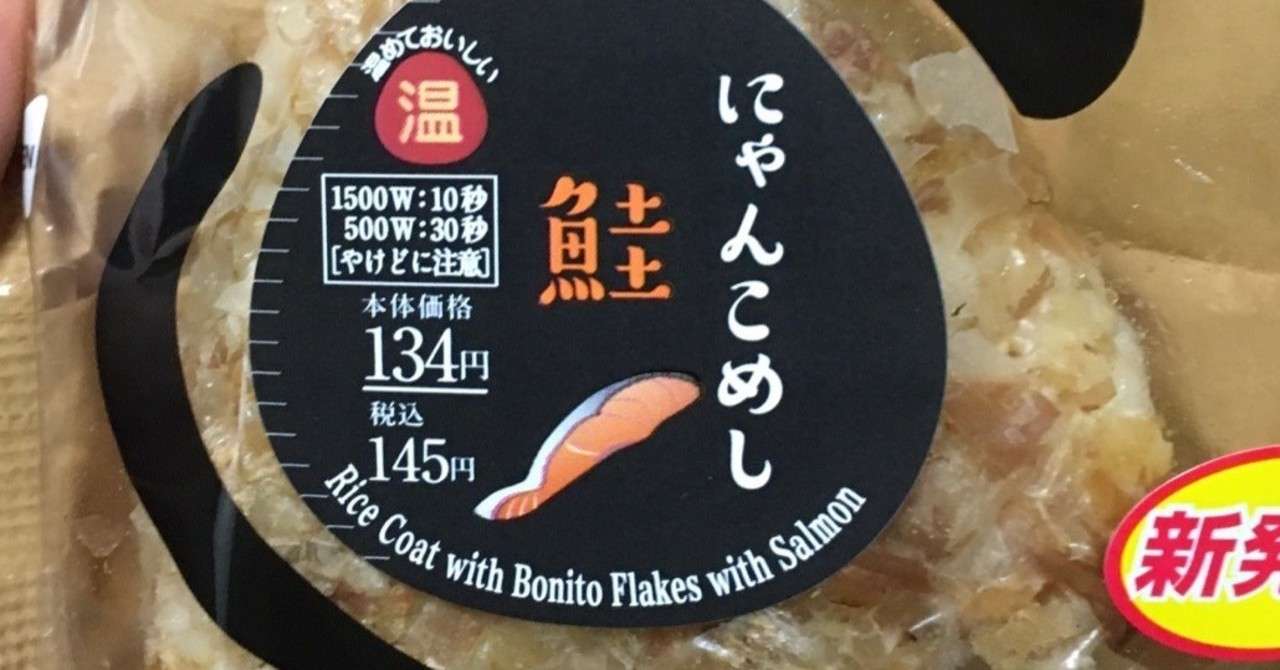 温めておいしい
温
1500W:10秒
500W:30秒
[やけどに注意]
本体価格
134円
税込
145円
鮭
にゃんこめし
Rice Coat with Bonito Flakes with Salmon
新発